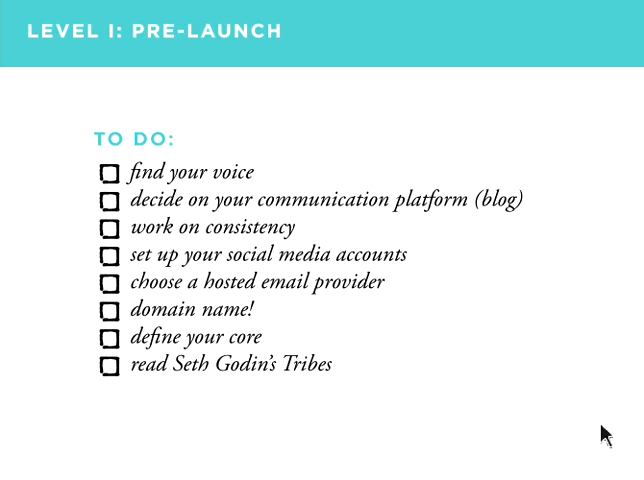 LEVEL I: PRE-LAUNCH
TO DO:
find your voice
decide on your communication platform (blog)
work on consistency
set up your social media accounts
choose a hosted email provider
domain name!
define your core
read Seth Godin's Tribes